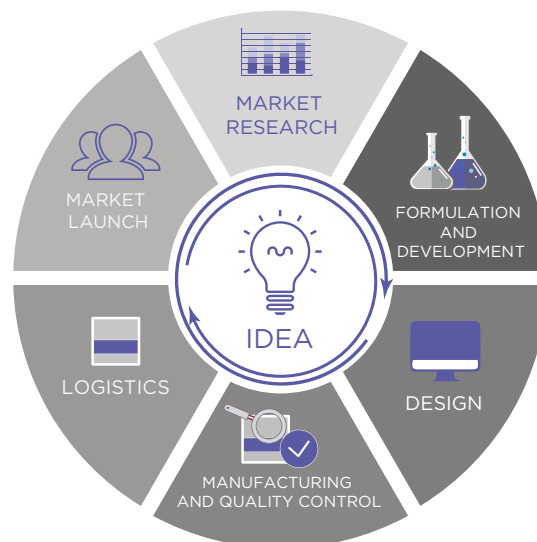 MARKET
RESEARCH
FORMULATION
AND
DEVELOPMENT
DESIGN
MANUFACTURING
AND QUALITY CONTROL
LOGISTICS
MARKET
LAUNCH
IDEA